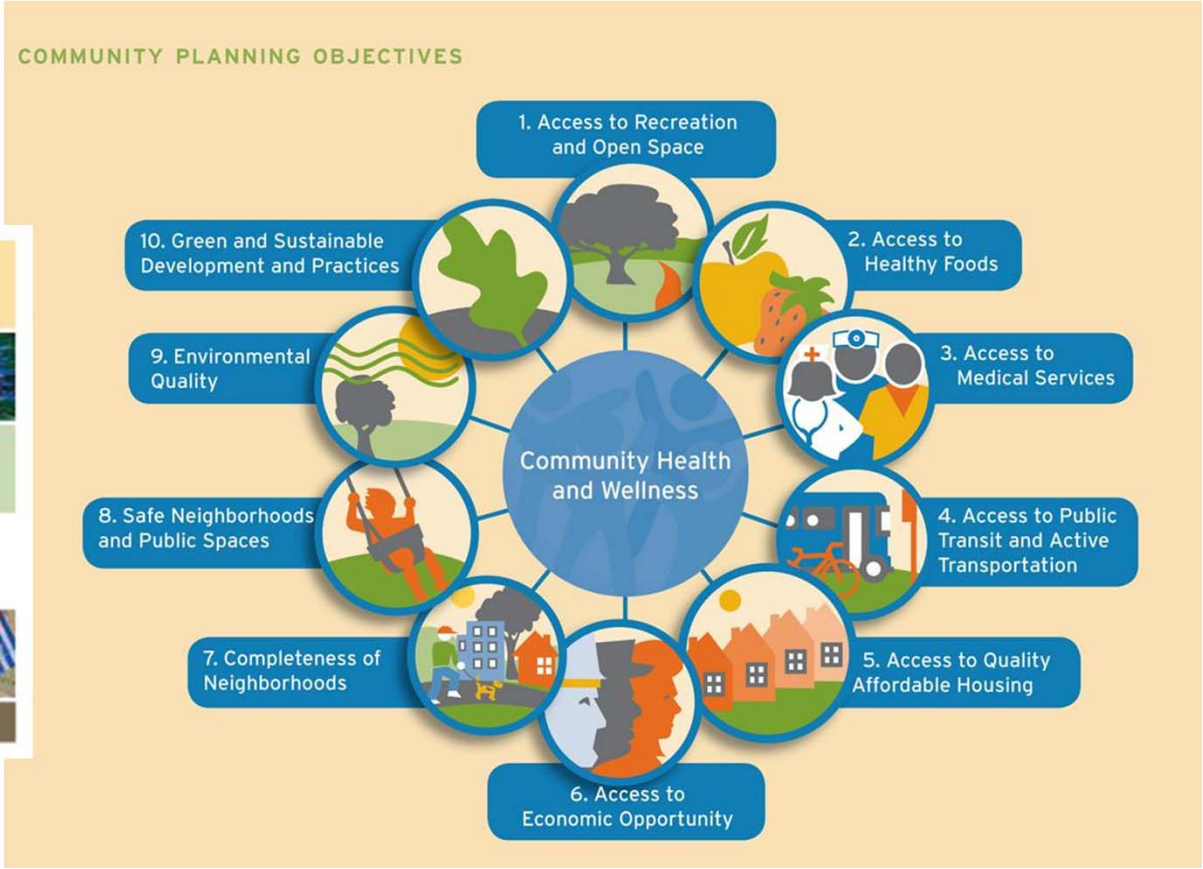 COMMUNITY PLANNING OBJECTIVES
1. Access to Recreation
and Open Space
2. Access to
Healthy Foods
3. Access to
Medical Services
4. Access to Public
Transit and Active
Transportation
5. Access to Quality
Affordable Housing
6. Access to
Economic Opportunity
7. Completeness of
Neighborhoods
8. Safe Neighborhoods
and Public Spaces
9. Environmental
Quality
10. Green and Sustainable
Development and Practices
Community Health
and Wellness